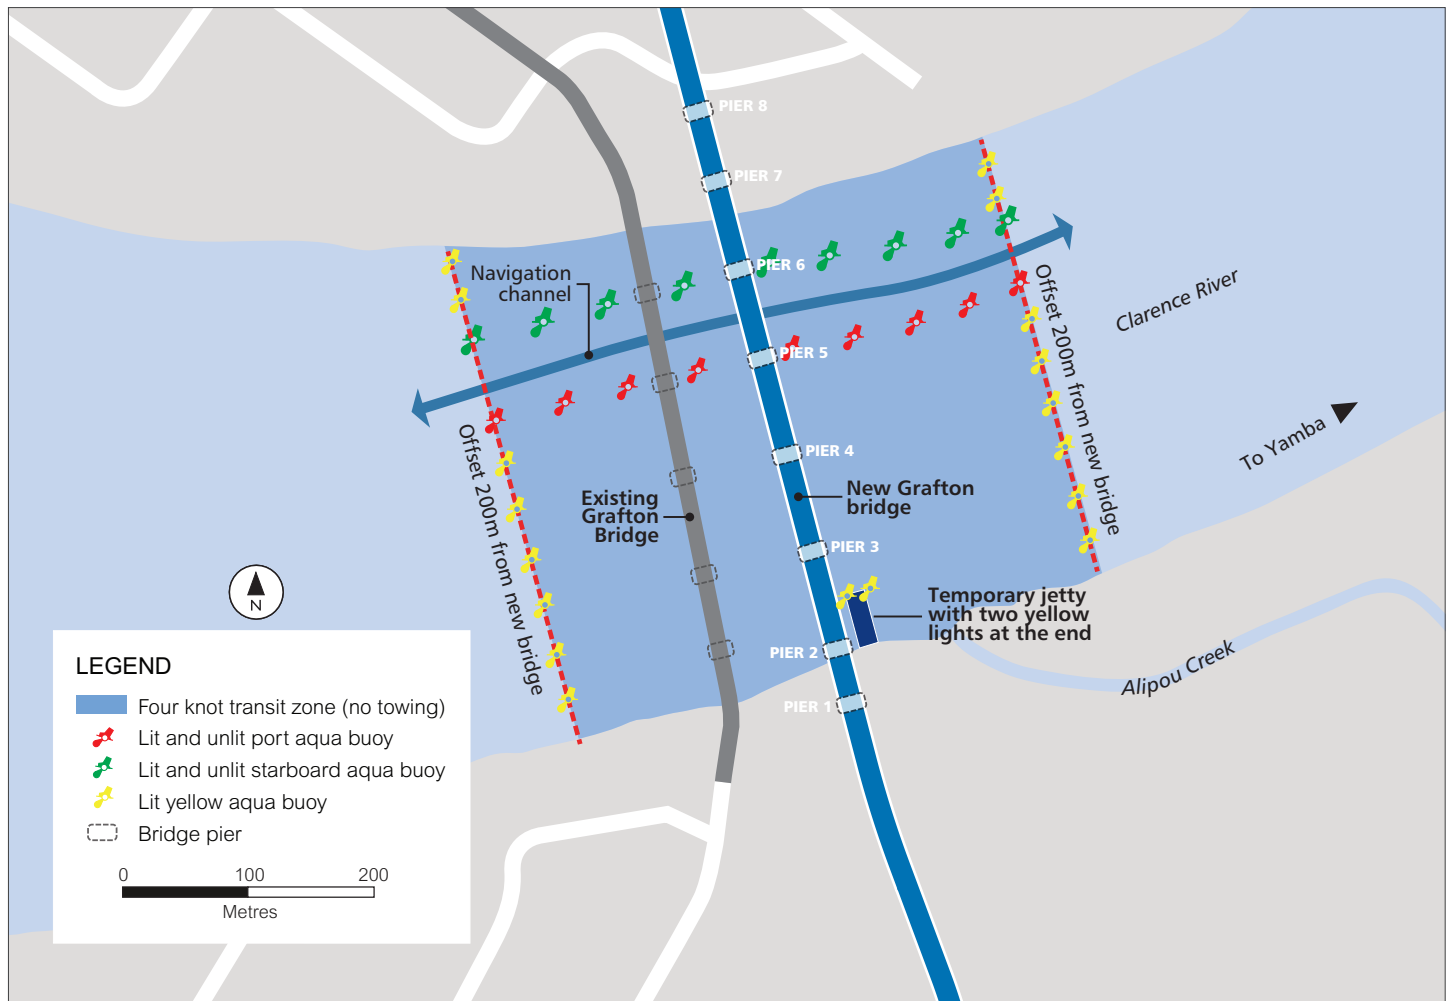 PIER 8
PIER 7
PIER 6
PIER 5
PIER 4
PIER 3
PIER 2
PIER 1
Navigation
channel
Offset 200m from new bridge
Clarence River
To Yamba
Offset 200m from new bridge
Existing
Grafton
Bridge
New Grafton
bridge
Temporary jetty
with two yellow
lights at the end
Alipou Creek
N
LEGEND
Four knot transit zone (no towing)
Lit and unlit port aqua buoy
Lit and unlit starboard aqua buoy
Lit yellow aqua buoy
Bridge pier
0 100 200
Metres